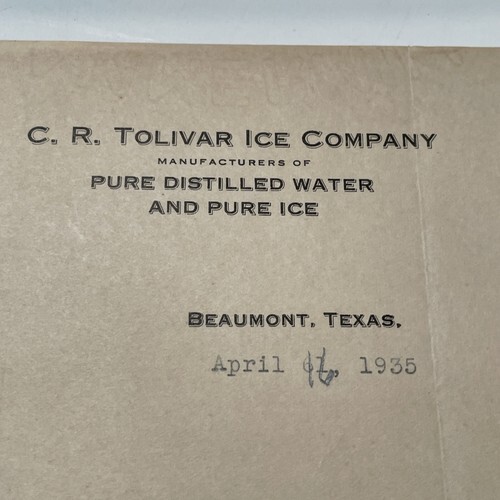 C. R. TOLIVAR ICE COMPANY
MANUFACTURERS OF
PURE DISTILLED WATER
AND PURE ICE
BEAUMONT, TEXAS.
April 1935